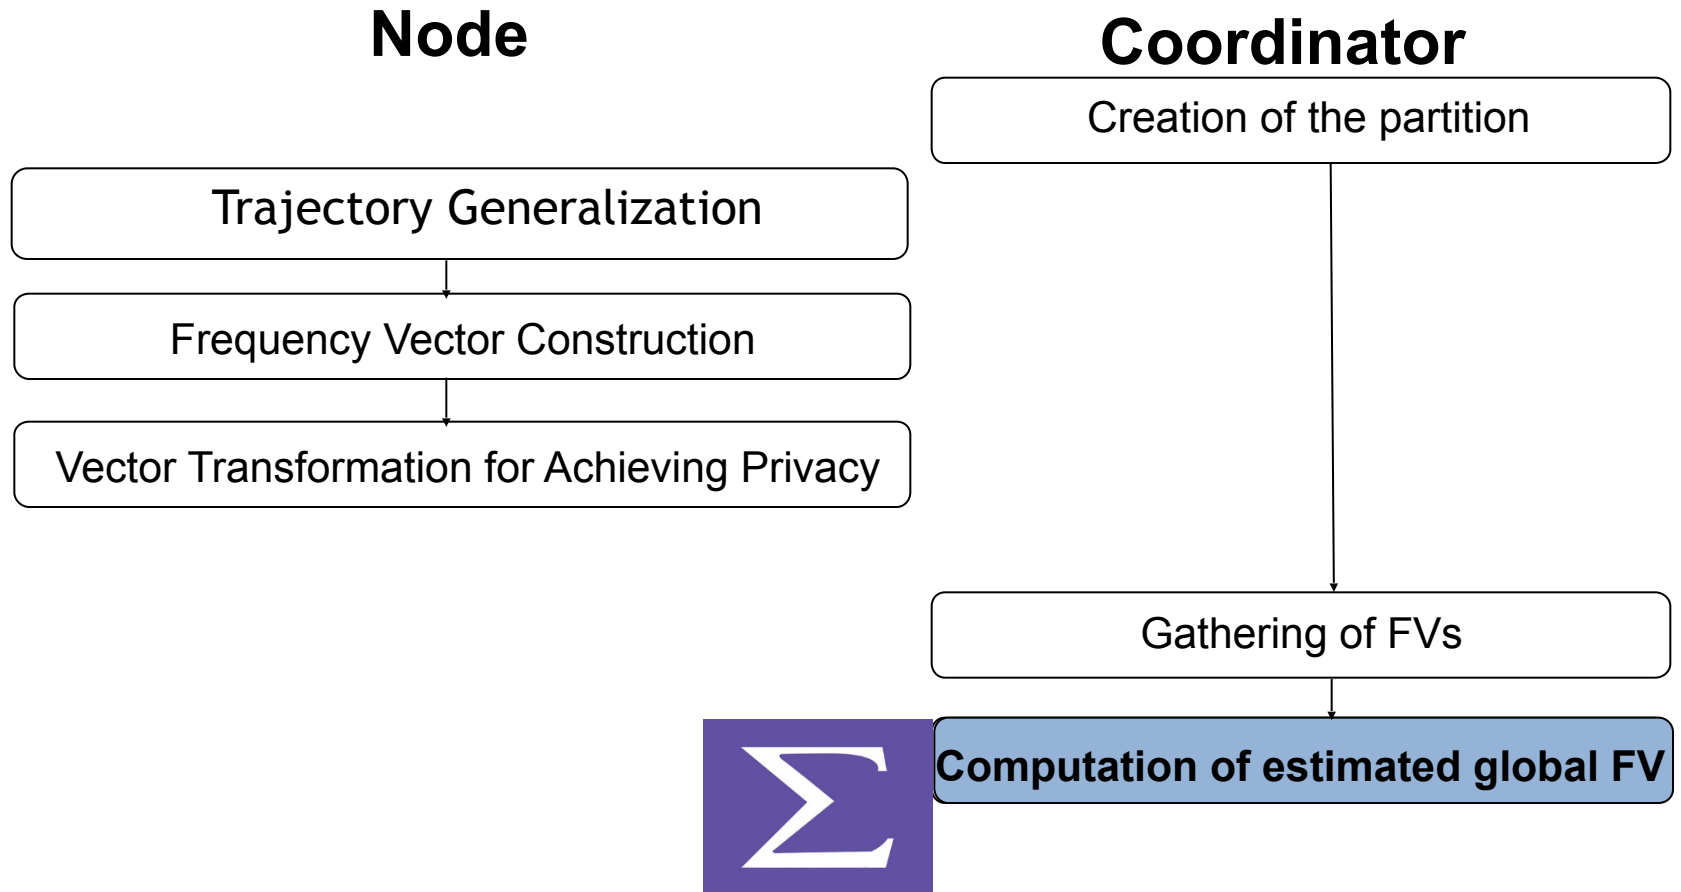 Node
Trajectory Generalization
Frequency Vector Construction
Vector Transformation for Achieving Privacy
Coordinator
Creation of the partition
Gathering of FVs
Computation of estimated global FV
Σ